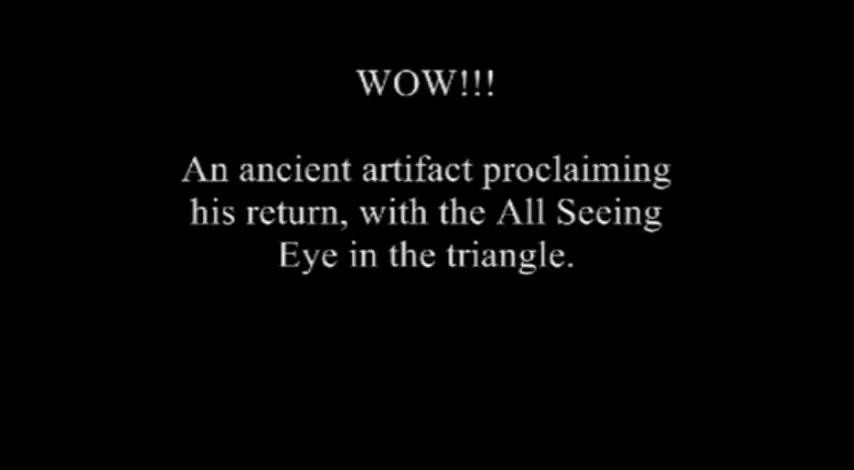 WOW!!!
An ancient artifact proclaiming
his return, with the All Seeing
Eye in the triangle.